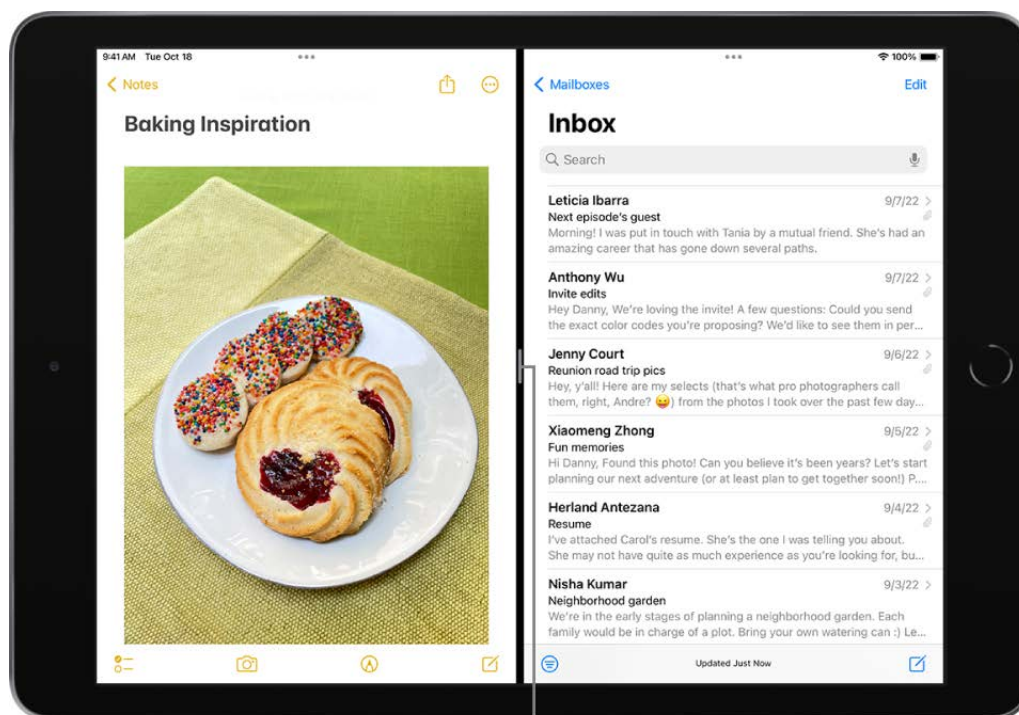 9:41 AM Tue Oct 18
Notes
Baking Inspiration
100%
Mailboxes
Edit
Inbox
Search
Leticia Ibarra 9/7/22
Next episode's guest
Morning! I was put in touch with Tania by a mutual friend. She's had an
amazing career that has gone down several paths.
Anthony Wu 9/7/22
Invite edits
Hey Danny, We're loving the invite! A few questions: Could you send
the exact color codes you're proposing? We'd like to see them in per...
Jenny Court 9/6/22
Reunion road trip pics
Hey, y'all! Here are my selects (that's what pro photographers call
them, right, Andre? 😝) from the photos I took over the past few day...
Xiaomeng Zhong 9/5/22
Fun memories
Hi Danny, Found this photo! Can you believe it's been years? Let's start
planning our next adventure (or at least plan to get together soon!) P....
Herland Antezana 9/4/22
Resume
I've attached Carol's resume. She's the one I was telling you about.
She may not have quite as much experience as you're looking for, bu...
Nisha Kumar 9/3/22
Neighborhood garden
We're in the early stages of planning a neighborhood garden. Each
family would be in charge of a plot. Bring your own watering can :) Le...
Updated Just Now